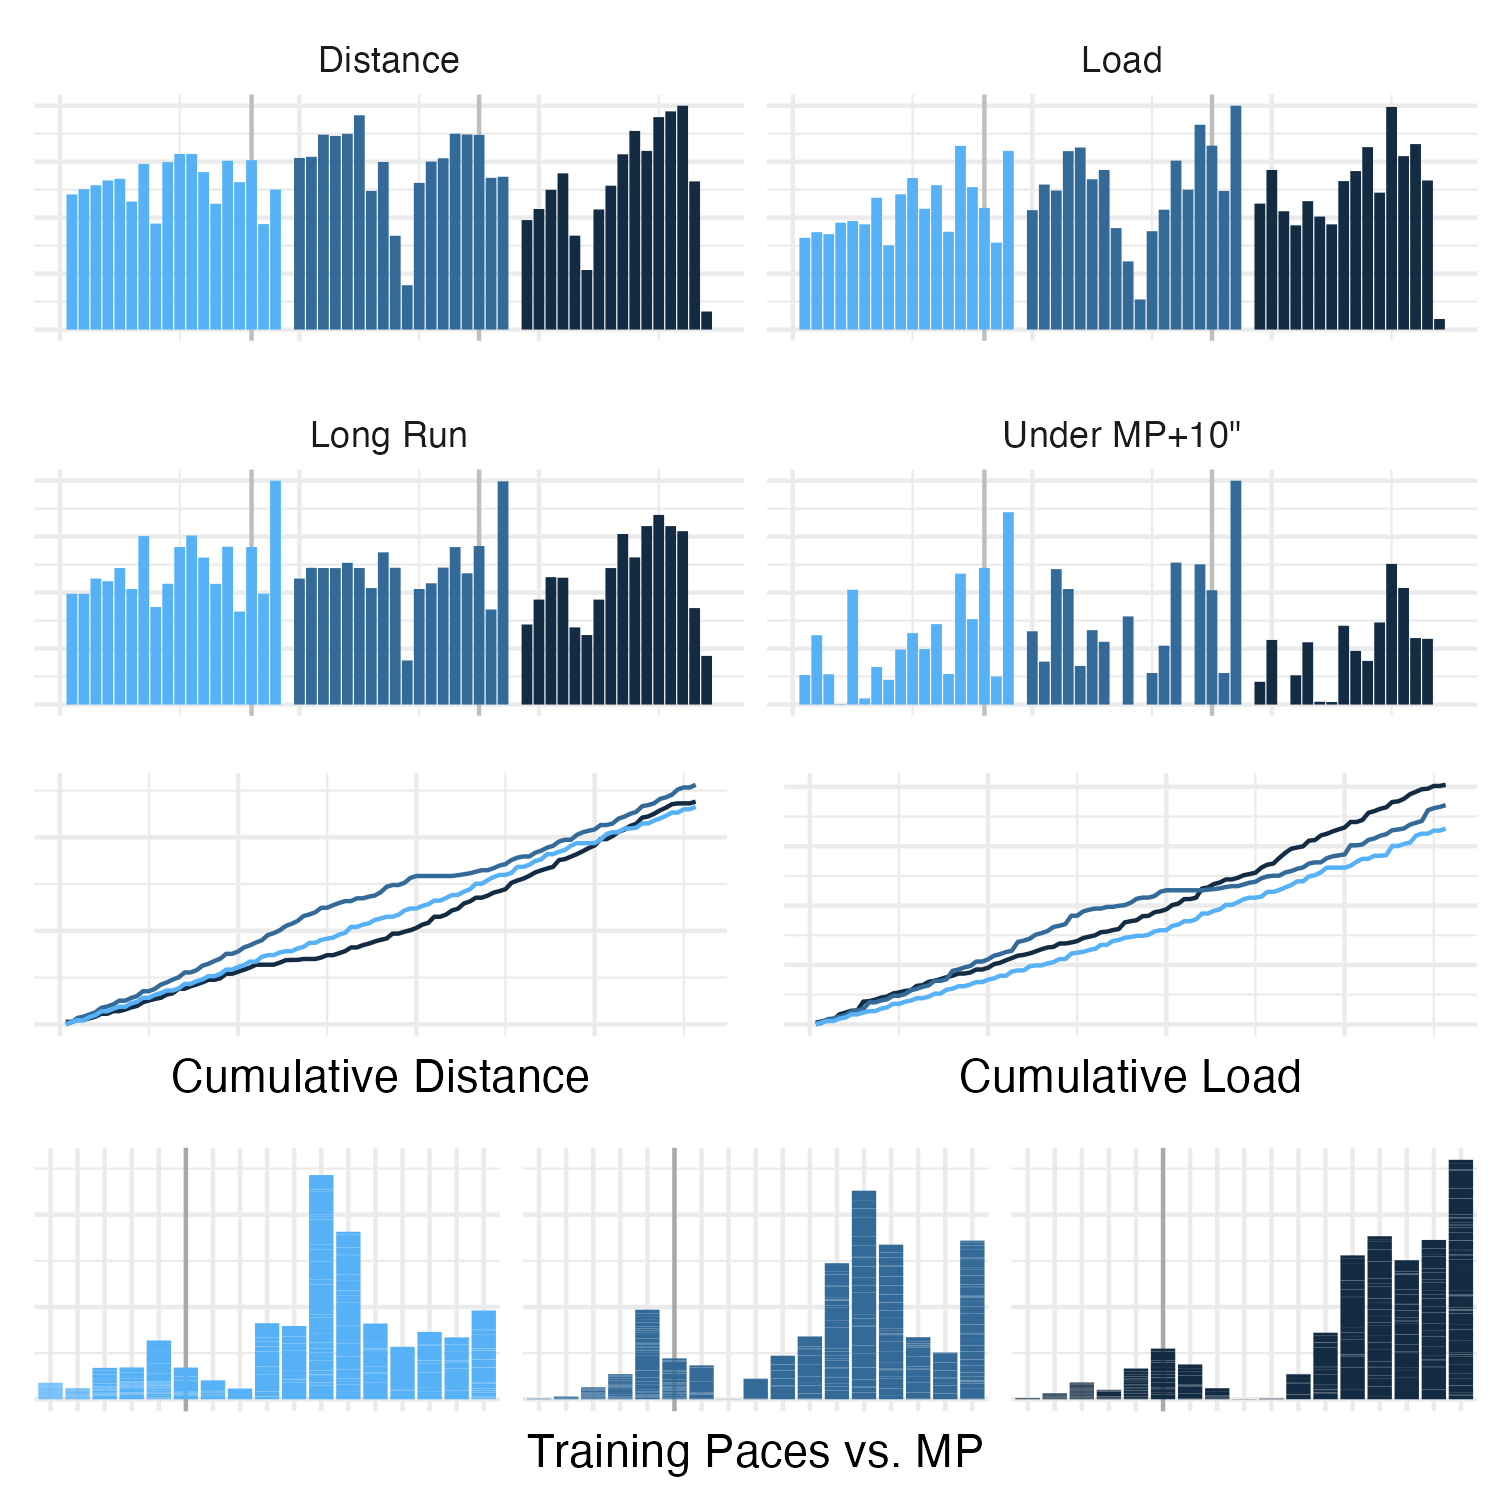 Distance
Load
Long Run
Under MP+10"
Cumulative Distance
Cumulative Load
Training Paces vs. MP